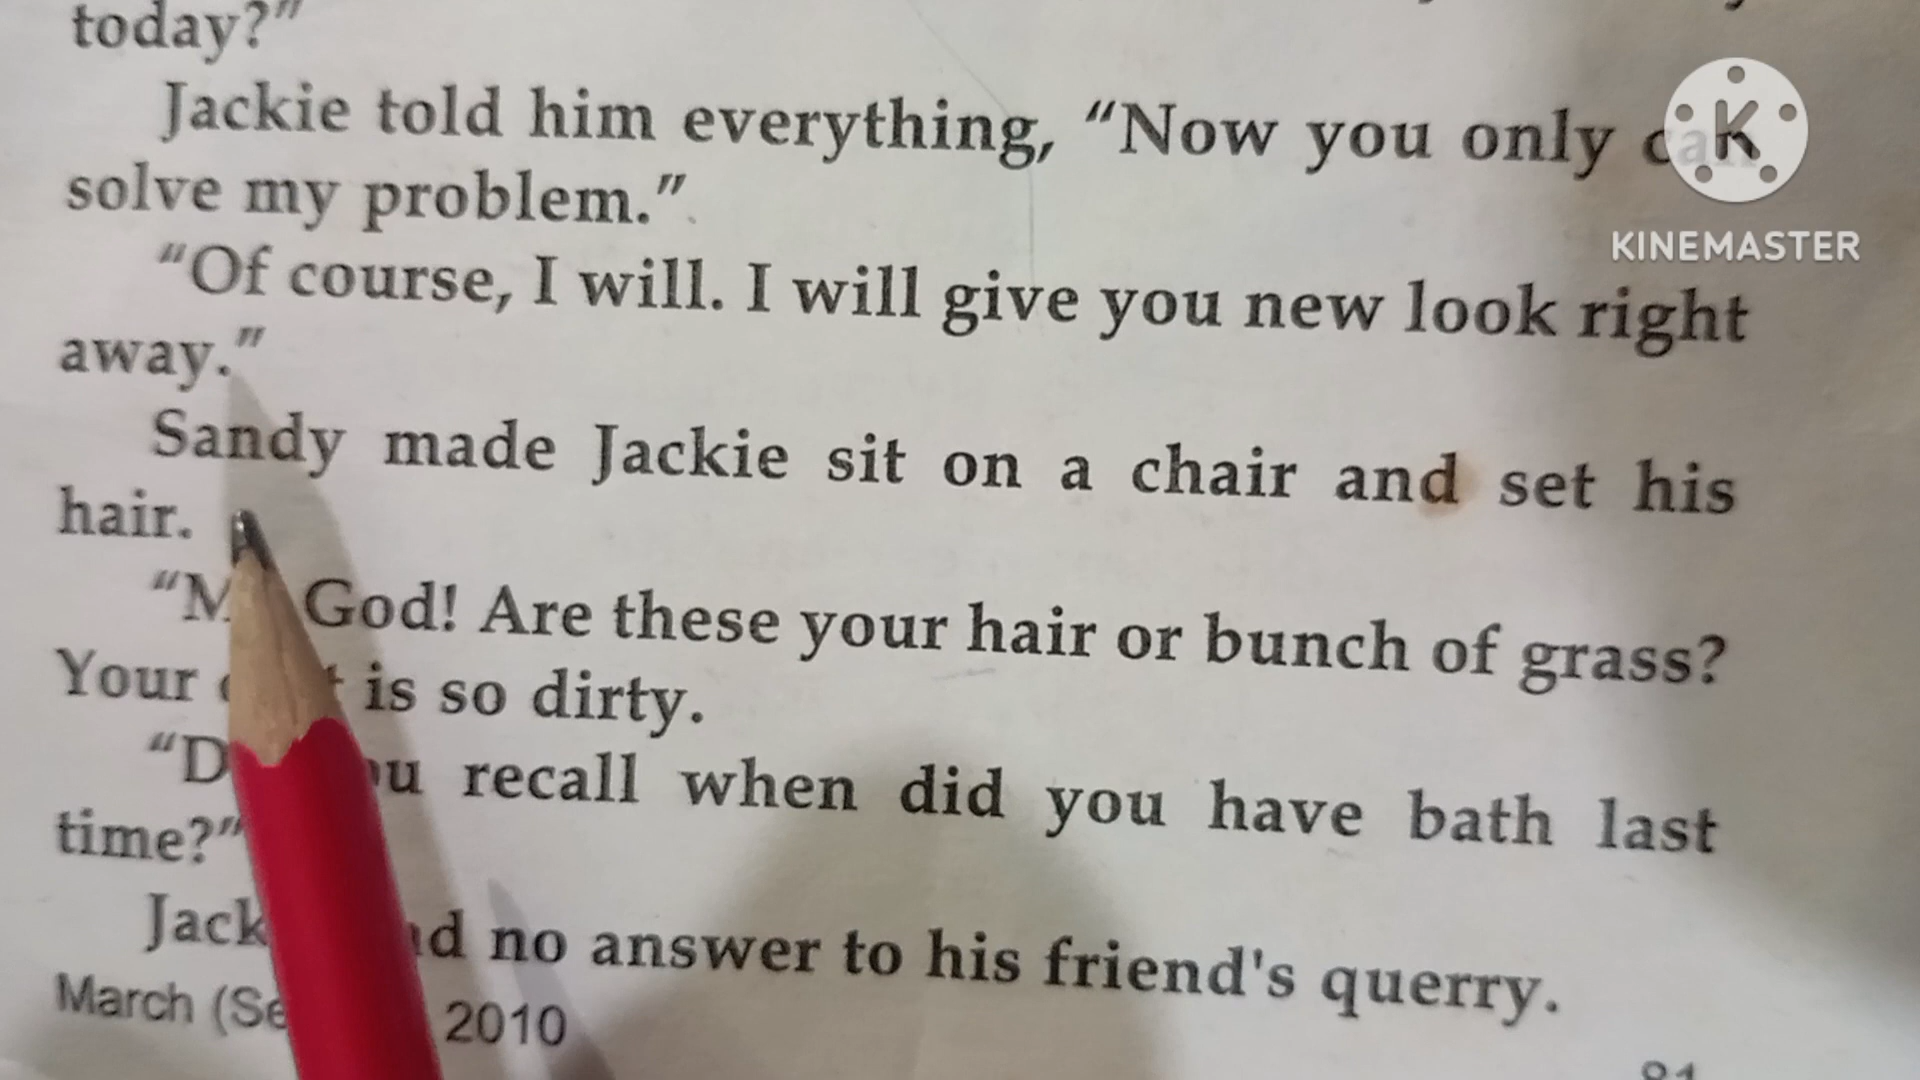 today?"
Jackie told him everything, "Now you only can
solve my problem."
"Of course, I will. I will give you new look right
away."
Sandy made Jackie sit on a chair and set his
hair.
God! Are these your hair or bunch of grass?
Your is so dirty.
recall when did you have bath last
time?"
no answer to his friend's querry.
March 2010
K
KINEMASTER